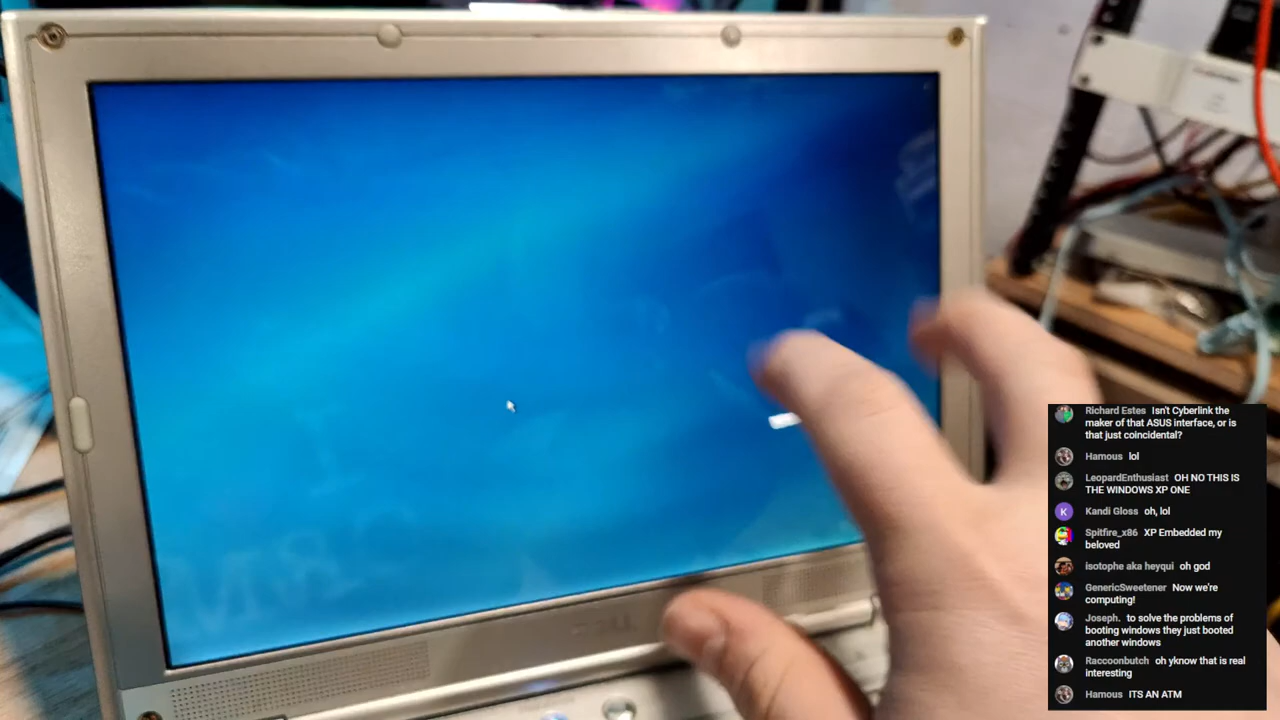 Richard Estes Isn't Cyberlink the
maker of that ASUS interface, or is
that just coincidental?
Hamous lol
LeopardEnthusiast OH NO THIS IS
THE WINDOWS XP ONE
K Kandi Gloss oh, lol
Spitfire_x86 XP Embedded my
beloved
isotophe aka heyqui oh god
GenericSweetener Now we're
computing!
Joseph. to solve the problems of
booting windows they just booted
another windows
Raccoonbutch oh yknow that is real
interesting
Hamous ITS AN ATM